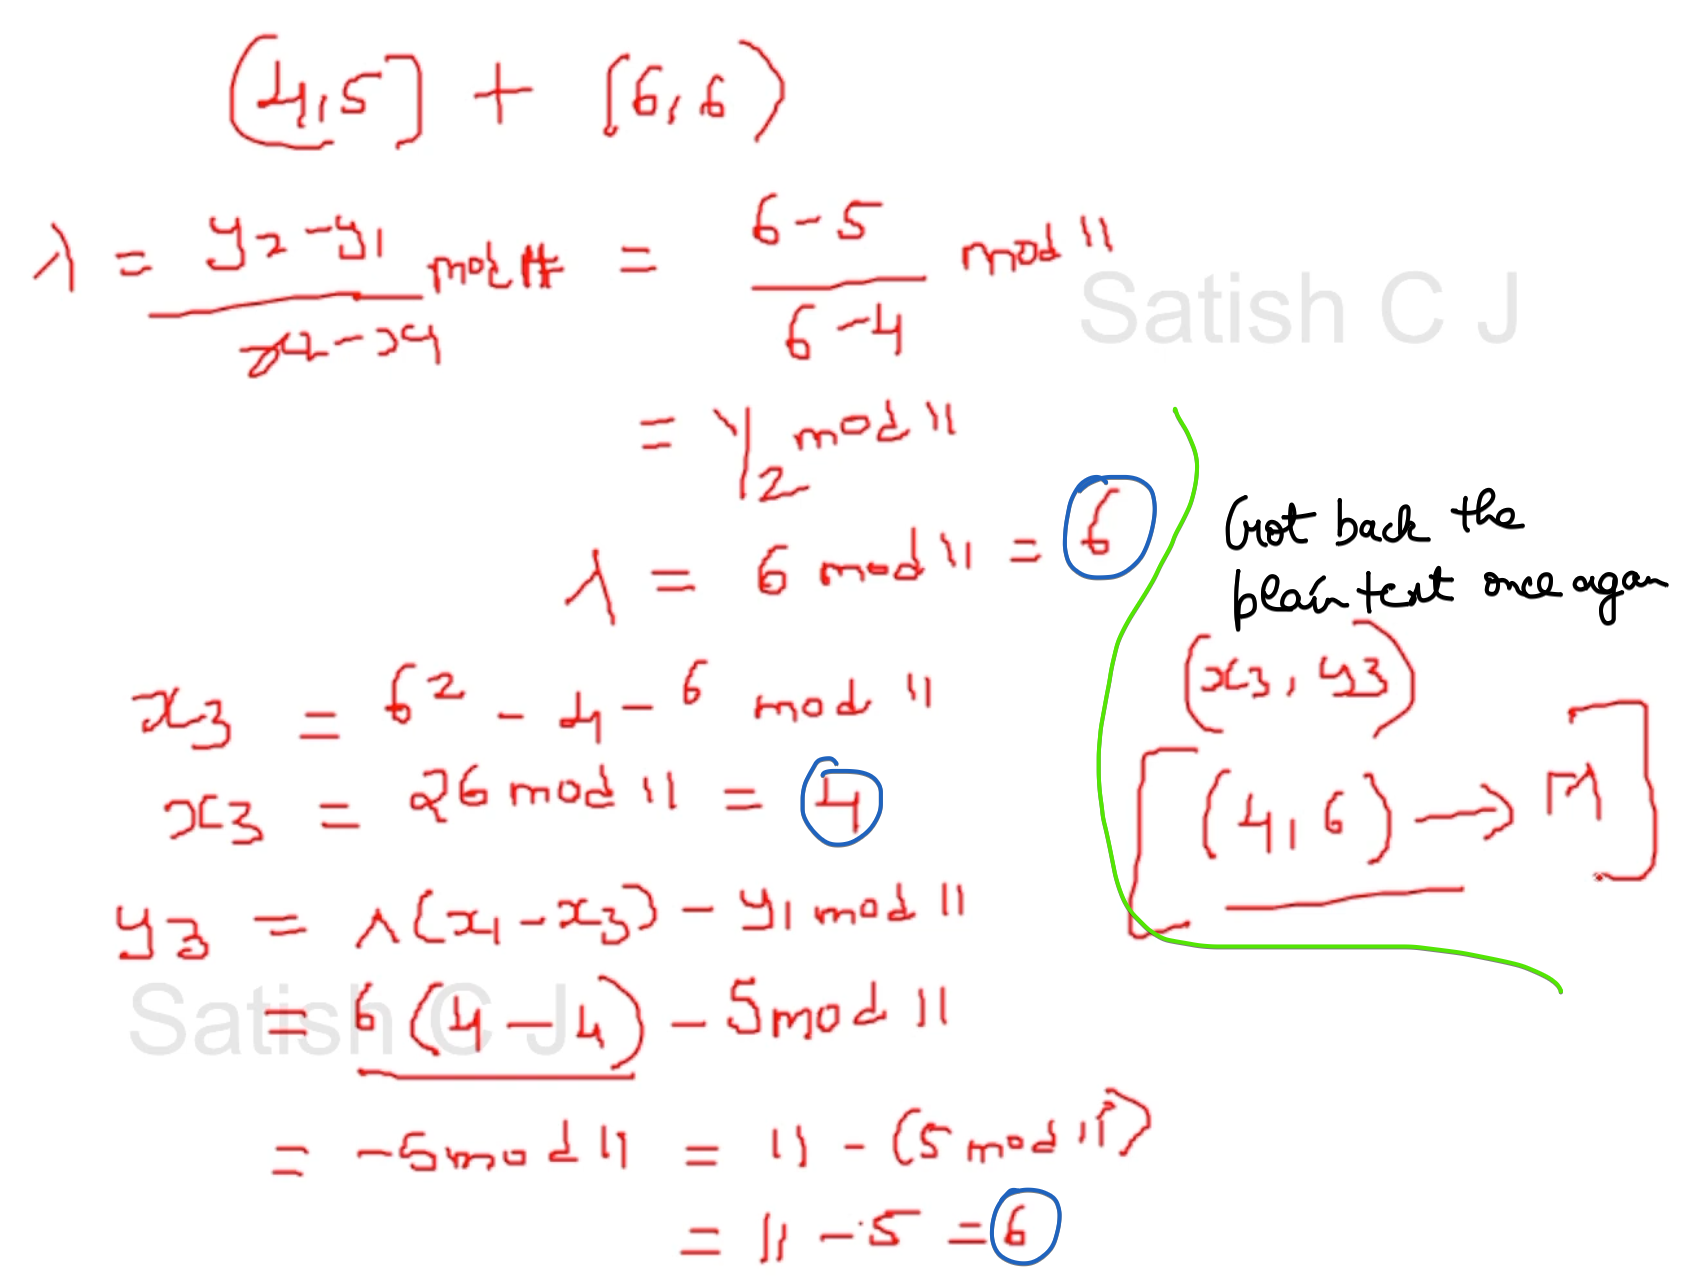 (4,5] + [6,6)
λ = y2-y1 / x2-x1 mod 11 = 6-5 / 6-4 mod 11
Satish C J
= 1/2 mod 11
λ = 6 mod 11 = 6
Got back the
plain text once again
x3 = 6² - 4 - 6 mod 11
(x3, y3)
x3 = 26 mod 11 = 4
[(4,6) → M]
y3 = λ(x1-x3) - y1 mod 11
Satish C J
= 6(4-4) - 5 mod 11
= -5 mod 11 = 11 - (5 mod 11)
= 11 - 5 = 6